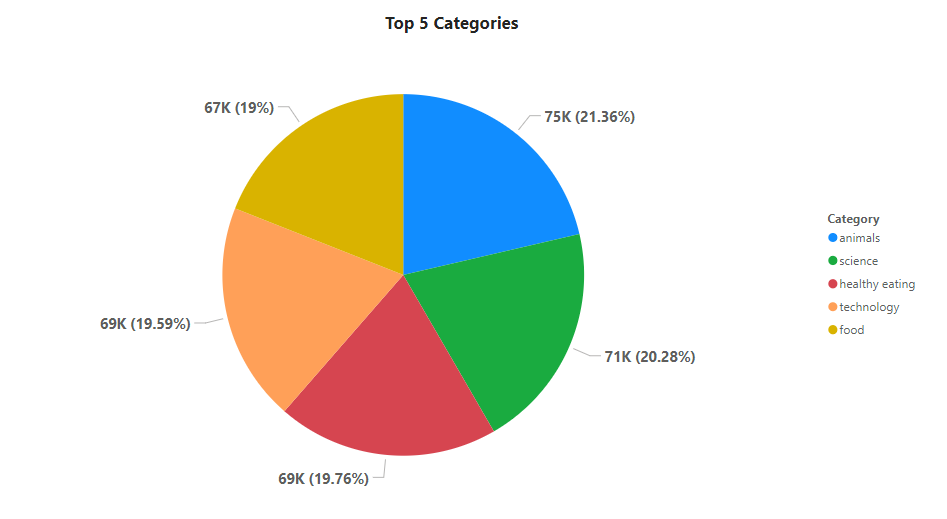 Top 5 Categories
67K (19%)
75K (21.36%)
69K (19.59%)
71K (20.28%)
69K (19.76%)
Category
animals
science
healthy eating
technology
food